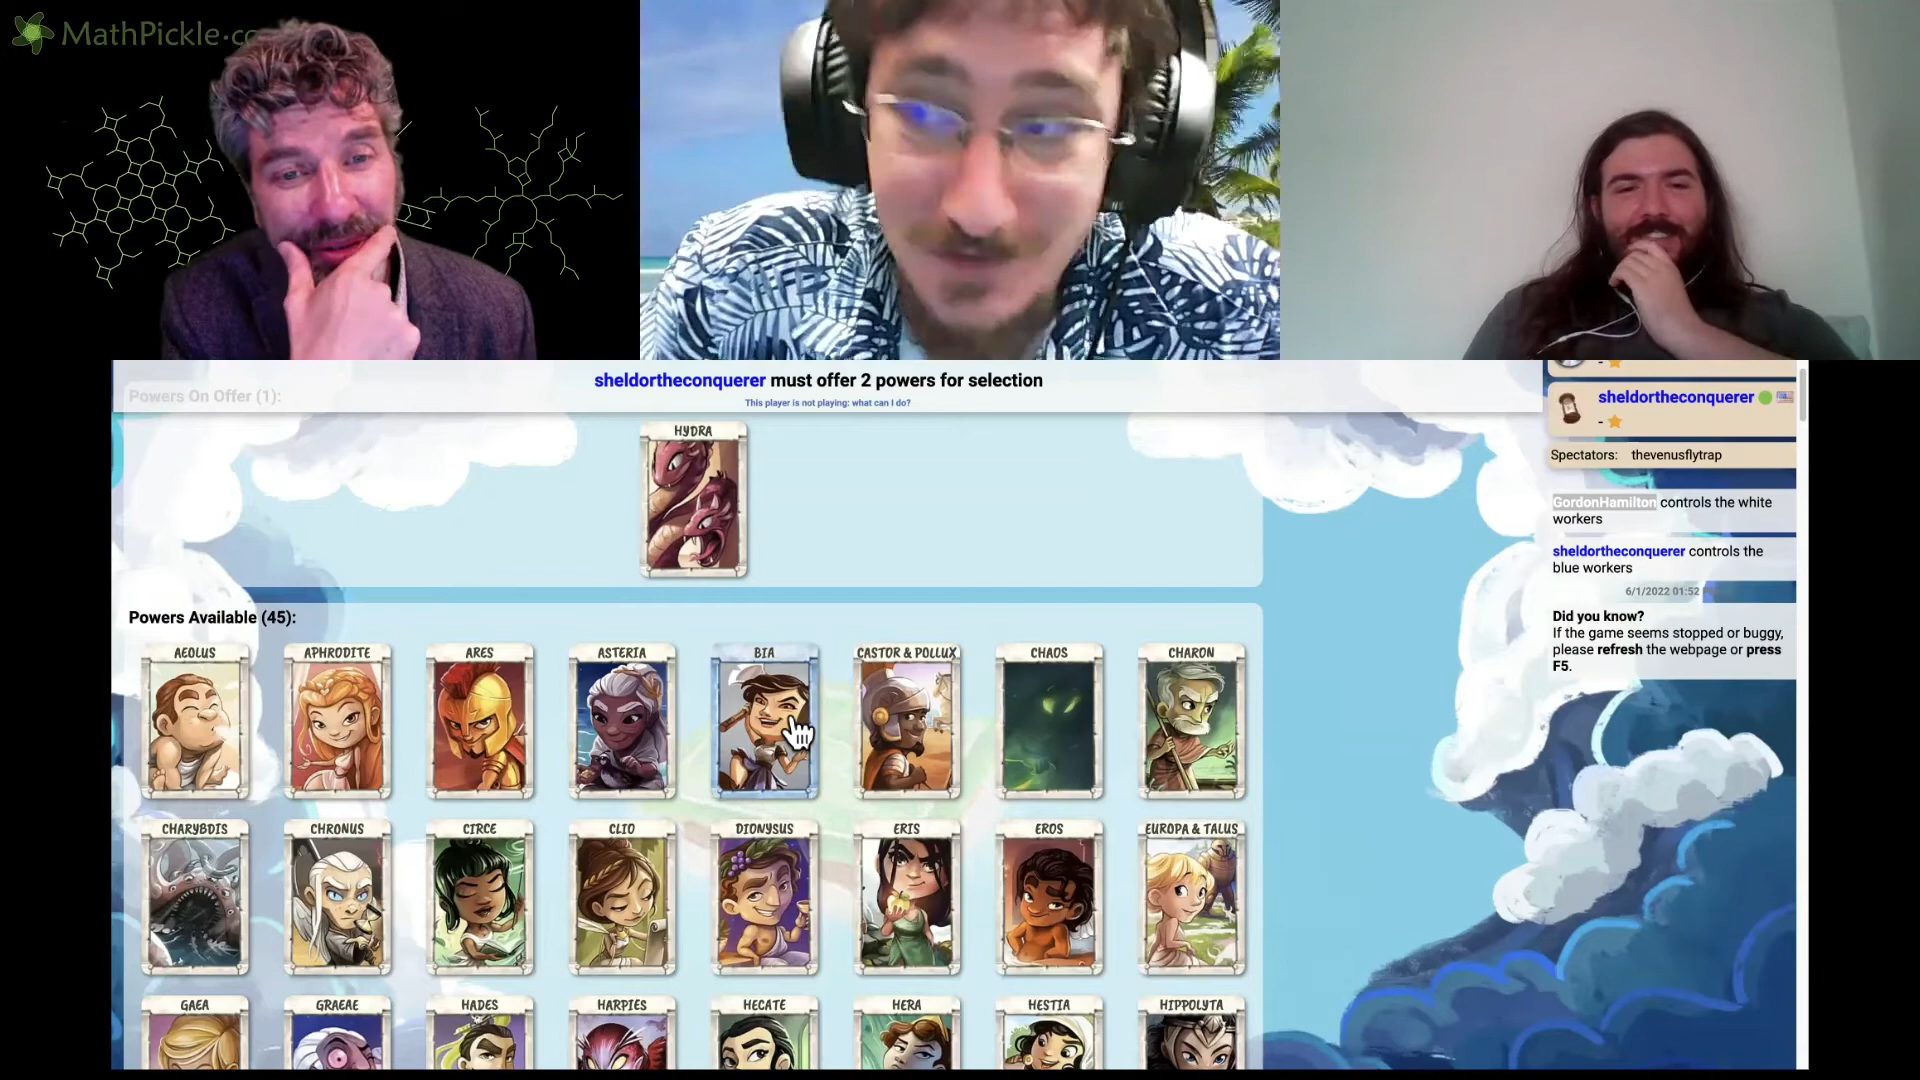 MathPickle.co
sheldortheconquerer must offer 2 powers for selection
Powers On Offer (1):
This player is not playing: what can I do?
HYDRA
-
sheldortheconquerer
-
Spectators: thevenusflytrap
GordonHamilton controls the white
workers
sheldortheconquerer controls the
blue workers
6/1/2022 01:52
Did you know?
If the game seems stopped or buggy,
please refresh the webpage or press
F5.
Powers Available (45):
AEOLUS APHRODITE ARES ASTERIA BIA CASTOR & POLLUX CHAOS CHARON
CHARYBDIS CHRONUS CIRCE CLIO DIONYSUS ERIS EROS EUROPA & TALUS
GAEA GRAEAE HADES HARPIES HECATE HERA HESTIA HIPPOLYTA